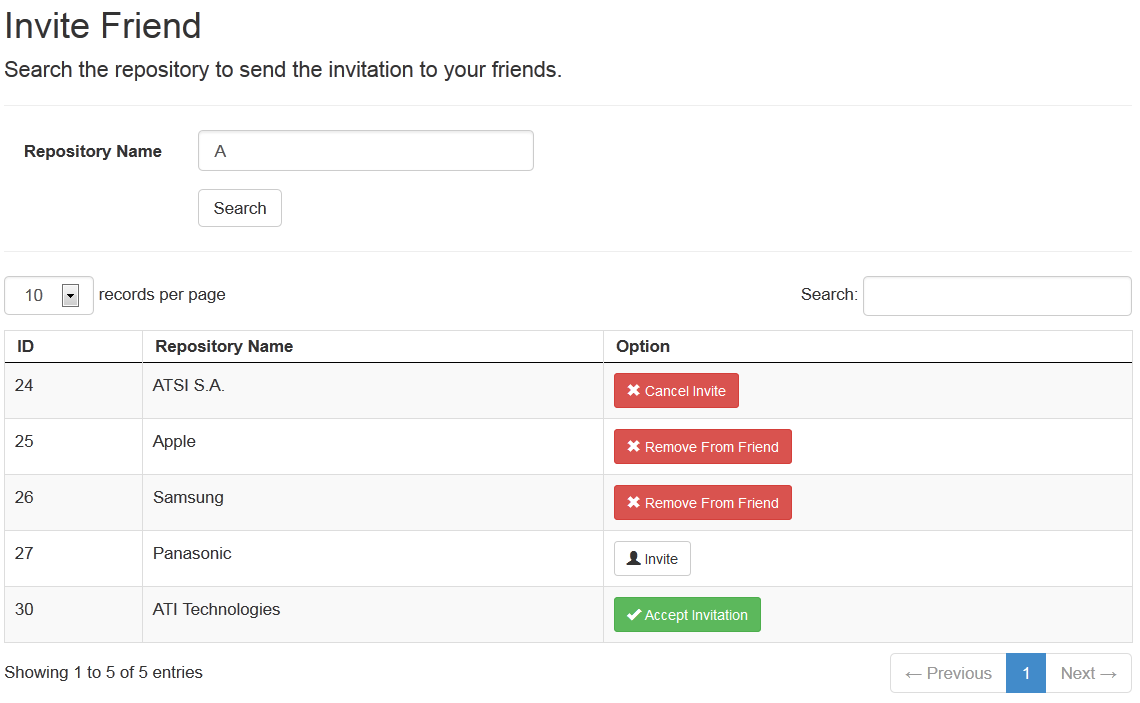 Invite Friend
Search the repository to send the invitation to your friends.
Repository Name A
Search
10 records per page Search:
ID Repository Name Option
24 ATSI S.A. Cancel Invite
25 Apple Remove From Friend
26 Samsung Remove From Friend
27 Panasonic Invite
30 ATI Technologies Accept Invitation
Showing 1 to 5 of 5 entries ← Previous 1 Next →